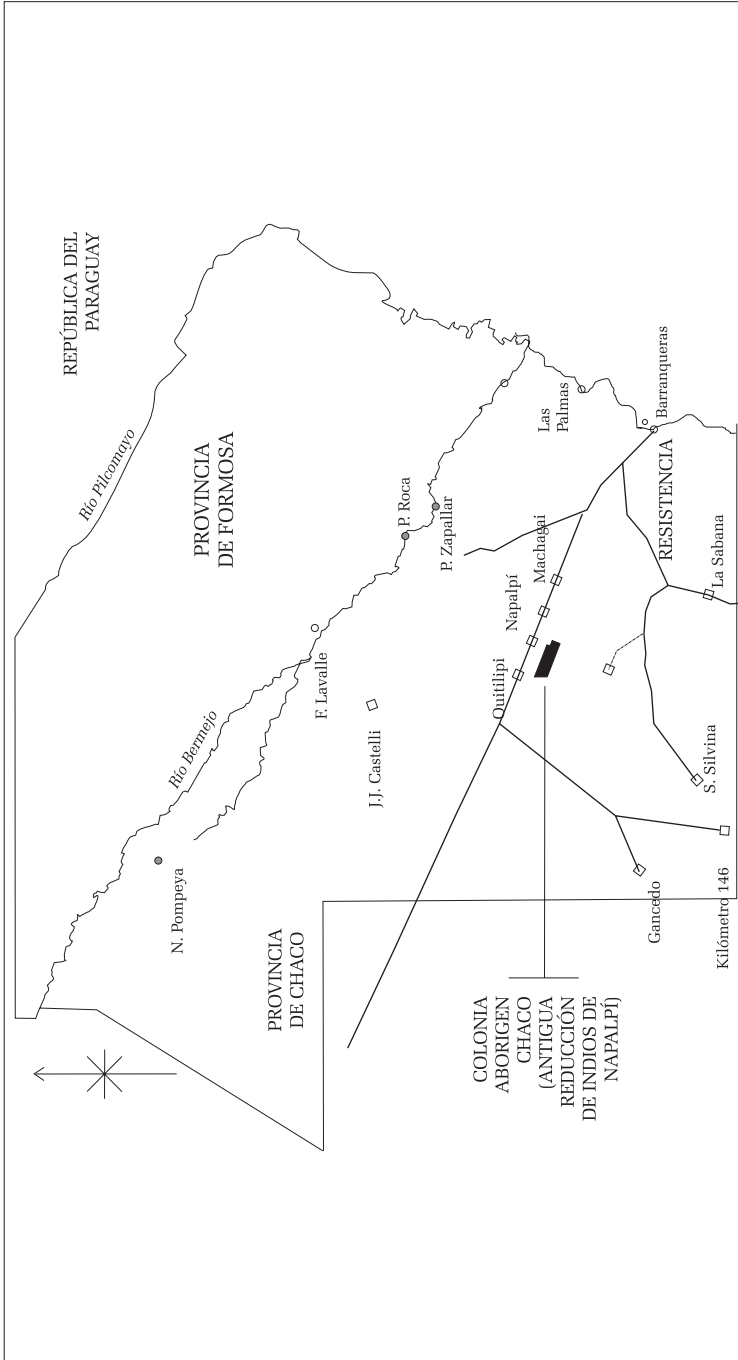 REPÚBLICA DEL
PARAGUAY
Río Pilcomayo
PROVINCIA
DE FORMOSA
Río Bermejo
N. Pompeya
F. Lavalle
P. Roca
P. Zapallar
J.J. Castelli
PROVINCIA
DE CHACO
Las
Palmas
Barranqueras
RESISTENCIA
Machagai
Napalpí
Quitilipi
La Sabana
S. Silvina
Gancedo
Kilómetro 146
COLONIA
ABORIGEN
CHACO
(ANTIGUA
REDUCCIÓN
DE INDIOS DE
NAPALPÍ)